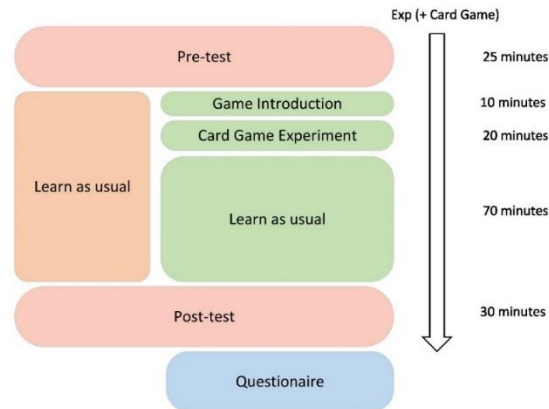 Exp (+ Card Game)
Pre-test
25 minutes
Game Introduction
10 minutes
Card Game Experiment
20 minutes
Learn as usual
Learn as usual
70 minutes
Post-test
30 minutes
Questionaire